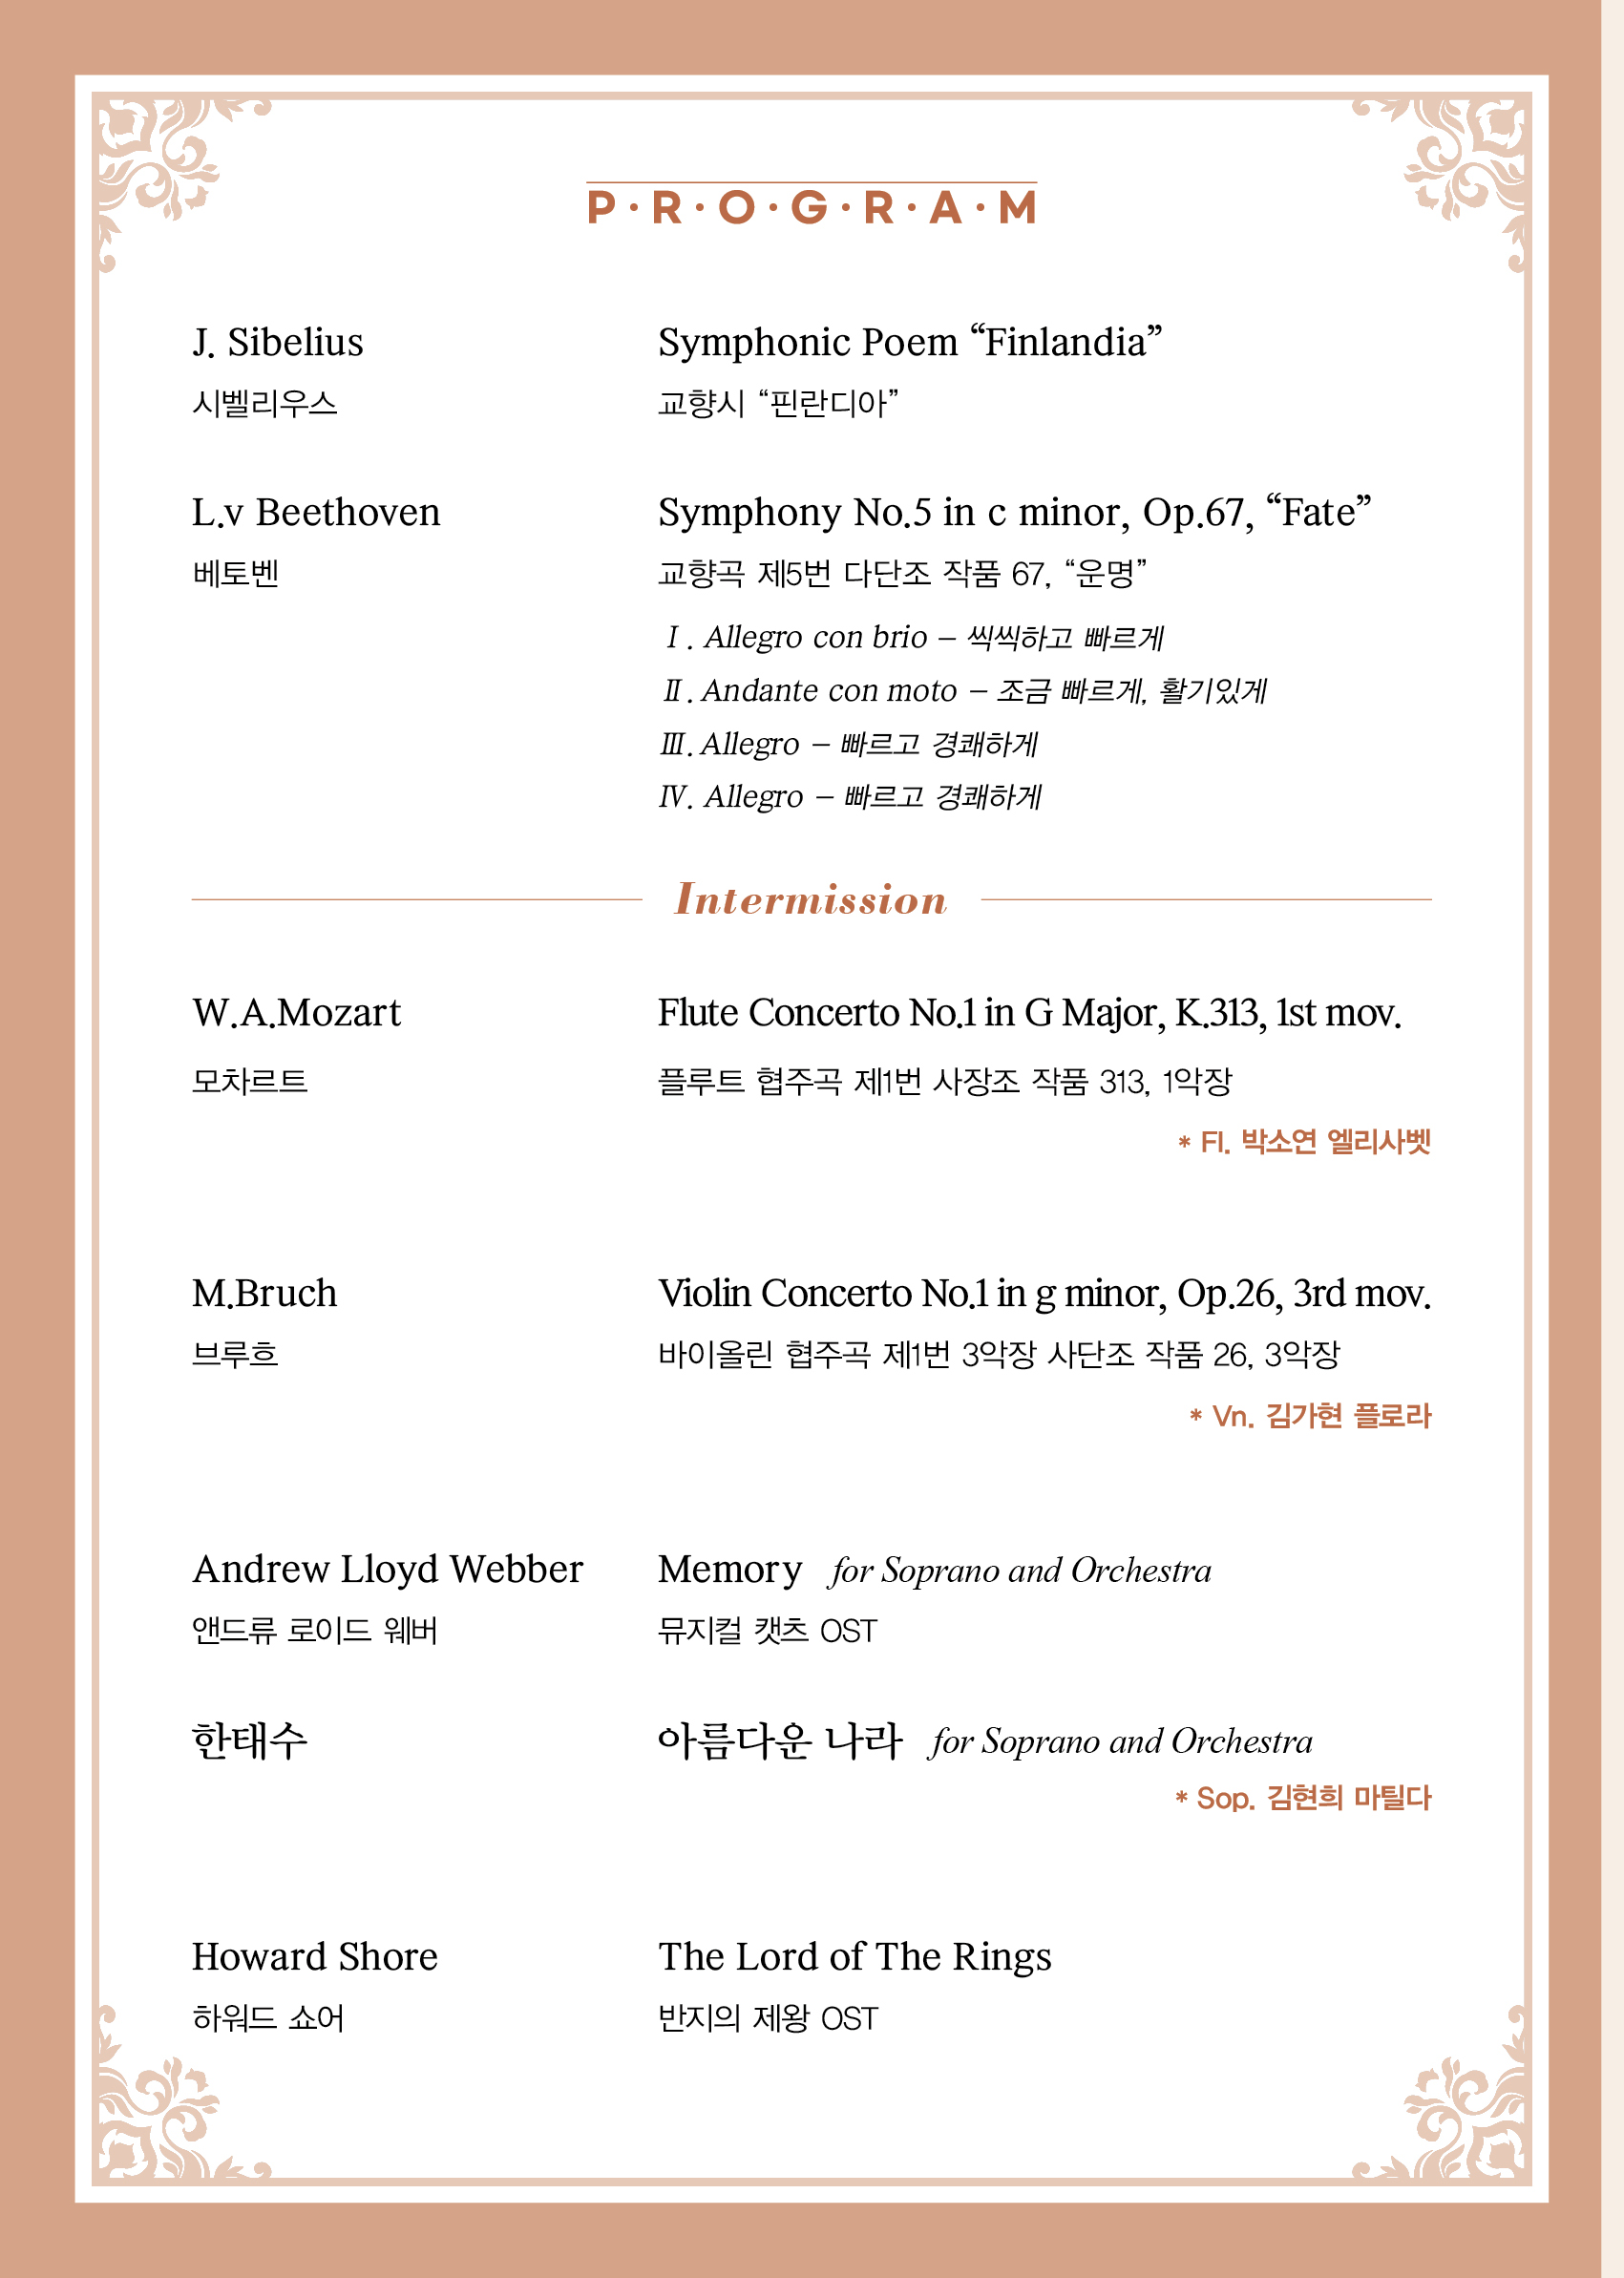 P·R·O·G·R·A·M
J. Sibelius Symphonic Poem “Finlandia”
시벨리우스 교향시 “핀란디아”
L.v Beethoven Symphony No.5 in c minor, Op.67, “Fate”
베토벤 교향곡 제5번 다단조 작품 67, “운명”
Ⅰ. Allegro con brio – 씩씩하고 빠르게
Ⅱ. Andante con moto – 조금 빠르게, 활기있게
Ⅲ. Allegro – 빠르고 경쾌하게
Ⅳ. Allegro – 빠르고 경쾌하게
Intermission
W.A.Mozart Flute Concerto No.1 in G Major, K.313, 1st mov.
모차르트 플루트 협주곡 제1번 사장조 작품 313, 1악장
* Fl. 박소연 엘리사벳
M.Bruch Violin Concerto No.1 in g minor, Op.26, 3rd mov.
브루흐 바이올린 협주곡 제1번 3악장 사단조 작품 26, 3악장
* Vn. 김가현 플로라
Andrew Lloyd Webber Memory for Soprano and Orchestra
앤드류 로이드 웨버 뮤지컬 캣츠 OST
한태수 아름다운 나라 for Soprano and Orchestra
* Sop. 김현희 마틸다
Howard Shore The Lord of The Rings
하워드 쇼어 반지의 제왕 OST